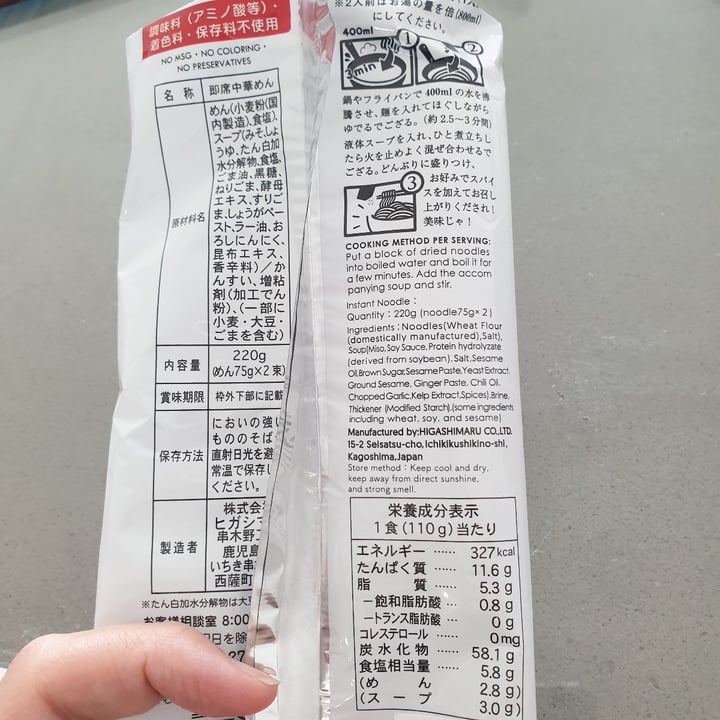 調味料(アミノ酸等)・
着色料・保存料不使用
NO MSG・NO COLORING・
NO PRESERVATIVES
名 称 即席中華めん
原材料名
めん(小麦粉(国
内製造)、食塩)、
スープ(みそ、しょ
うゆ、たん白加
水分解物、食塩、
ごま油、黒糖、
ねりごま、酵母
エキス、すりご
ま、しょうがペー
スト、ラー油、お
ろしにんにく、
昆布エキス、
香辛料)/か
んすい、増粘
剤(加工でん
粉)、(一部に
小麦・大豆・
ごまを含む)
内容量 220g
(めん75g×2束)
賞味期限 枠外下部に記載
保存方法
においの強い
もののそば
直射日光を避
常温で保存し
ください。
製造者
株式会
ヒガシマ
串木野工
鹿児島
いちき串
西薩町
※たん白加水分解物は大豆
お客様相談室 8:00
日を除
27
※2人前はお湯の量を倍(800ml)
にしてください。
400ml
1
2
3min
鍋やフライパンで400mlの水を沸
騰させ、麺を入れてほぐしながら
ゆでるでござる。(約2.5~3分間)
液体スープを入れ、ひと煮立ちし
たら火を止めよく混ぜ合わせるで
ござる。どんぶりに盛りつけ、
3
お好みでスパイ
スを加えてお召し
上がりくだされ!
美味じゃ!
COOKING METHOD PER SERVING:
Put a block of dried noodles
into boiled water and boil it for
a few minutes. Add the accom
panying soup and stir.
Instant Noodle:
Quantity : 220g (noodle75g×2)
Ingredients : Noodles(Wheat Flour
(domestically manufactured),Salt),
Soup(Miso,Soy Sauce, Protein hydrolyzate
(derived from soybean). Salt.Sesame
Oil,Brown Sugar, Sesame Paste, Yeast Extract.
Ground Sesame, Ginger Paste, Chili Oil.
Chopped Garlic, Kelp Extract,Spices).Brine,
Thickener (Modified Starch),(some ingredients
including wheat, soy, and sesame)
Manufactured by:HIGASHIMARU CO.,LTD.
15-2 Seisatsu-cho, Ichikikushikino-shi,
Kagoshima,Japan
Store method : Keep cool and dry,
keep away from direct sunshine,
and strong smell.
栄養成分表示
1食(110g)当たり
エネルギー …… 327kcal
たんぱく質 …… 11.6g
脂 質 …… 5.3g
-飽和脂肪酸 … 0.8g
-トランス脂肪酸 … 0g
コレステロール …… 0mg
炭水化物 …… 58.1g
食塩相当量 …… 5.8g
(めん 2.8g)
(スープ 3.0g)